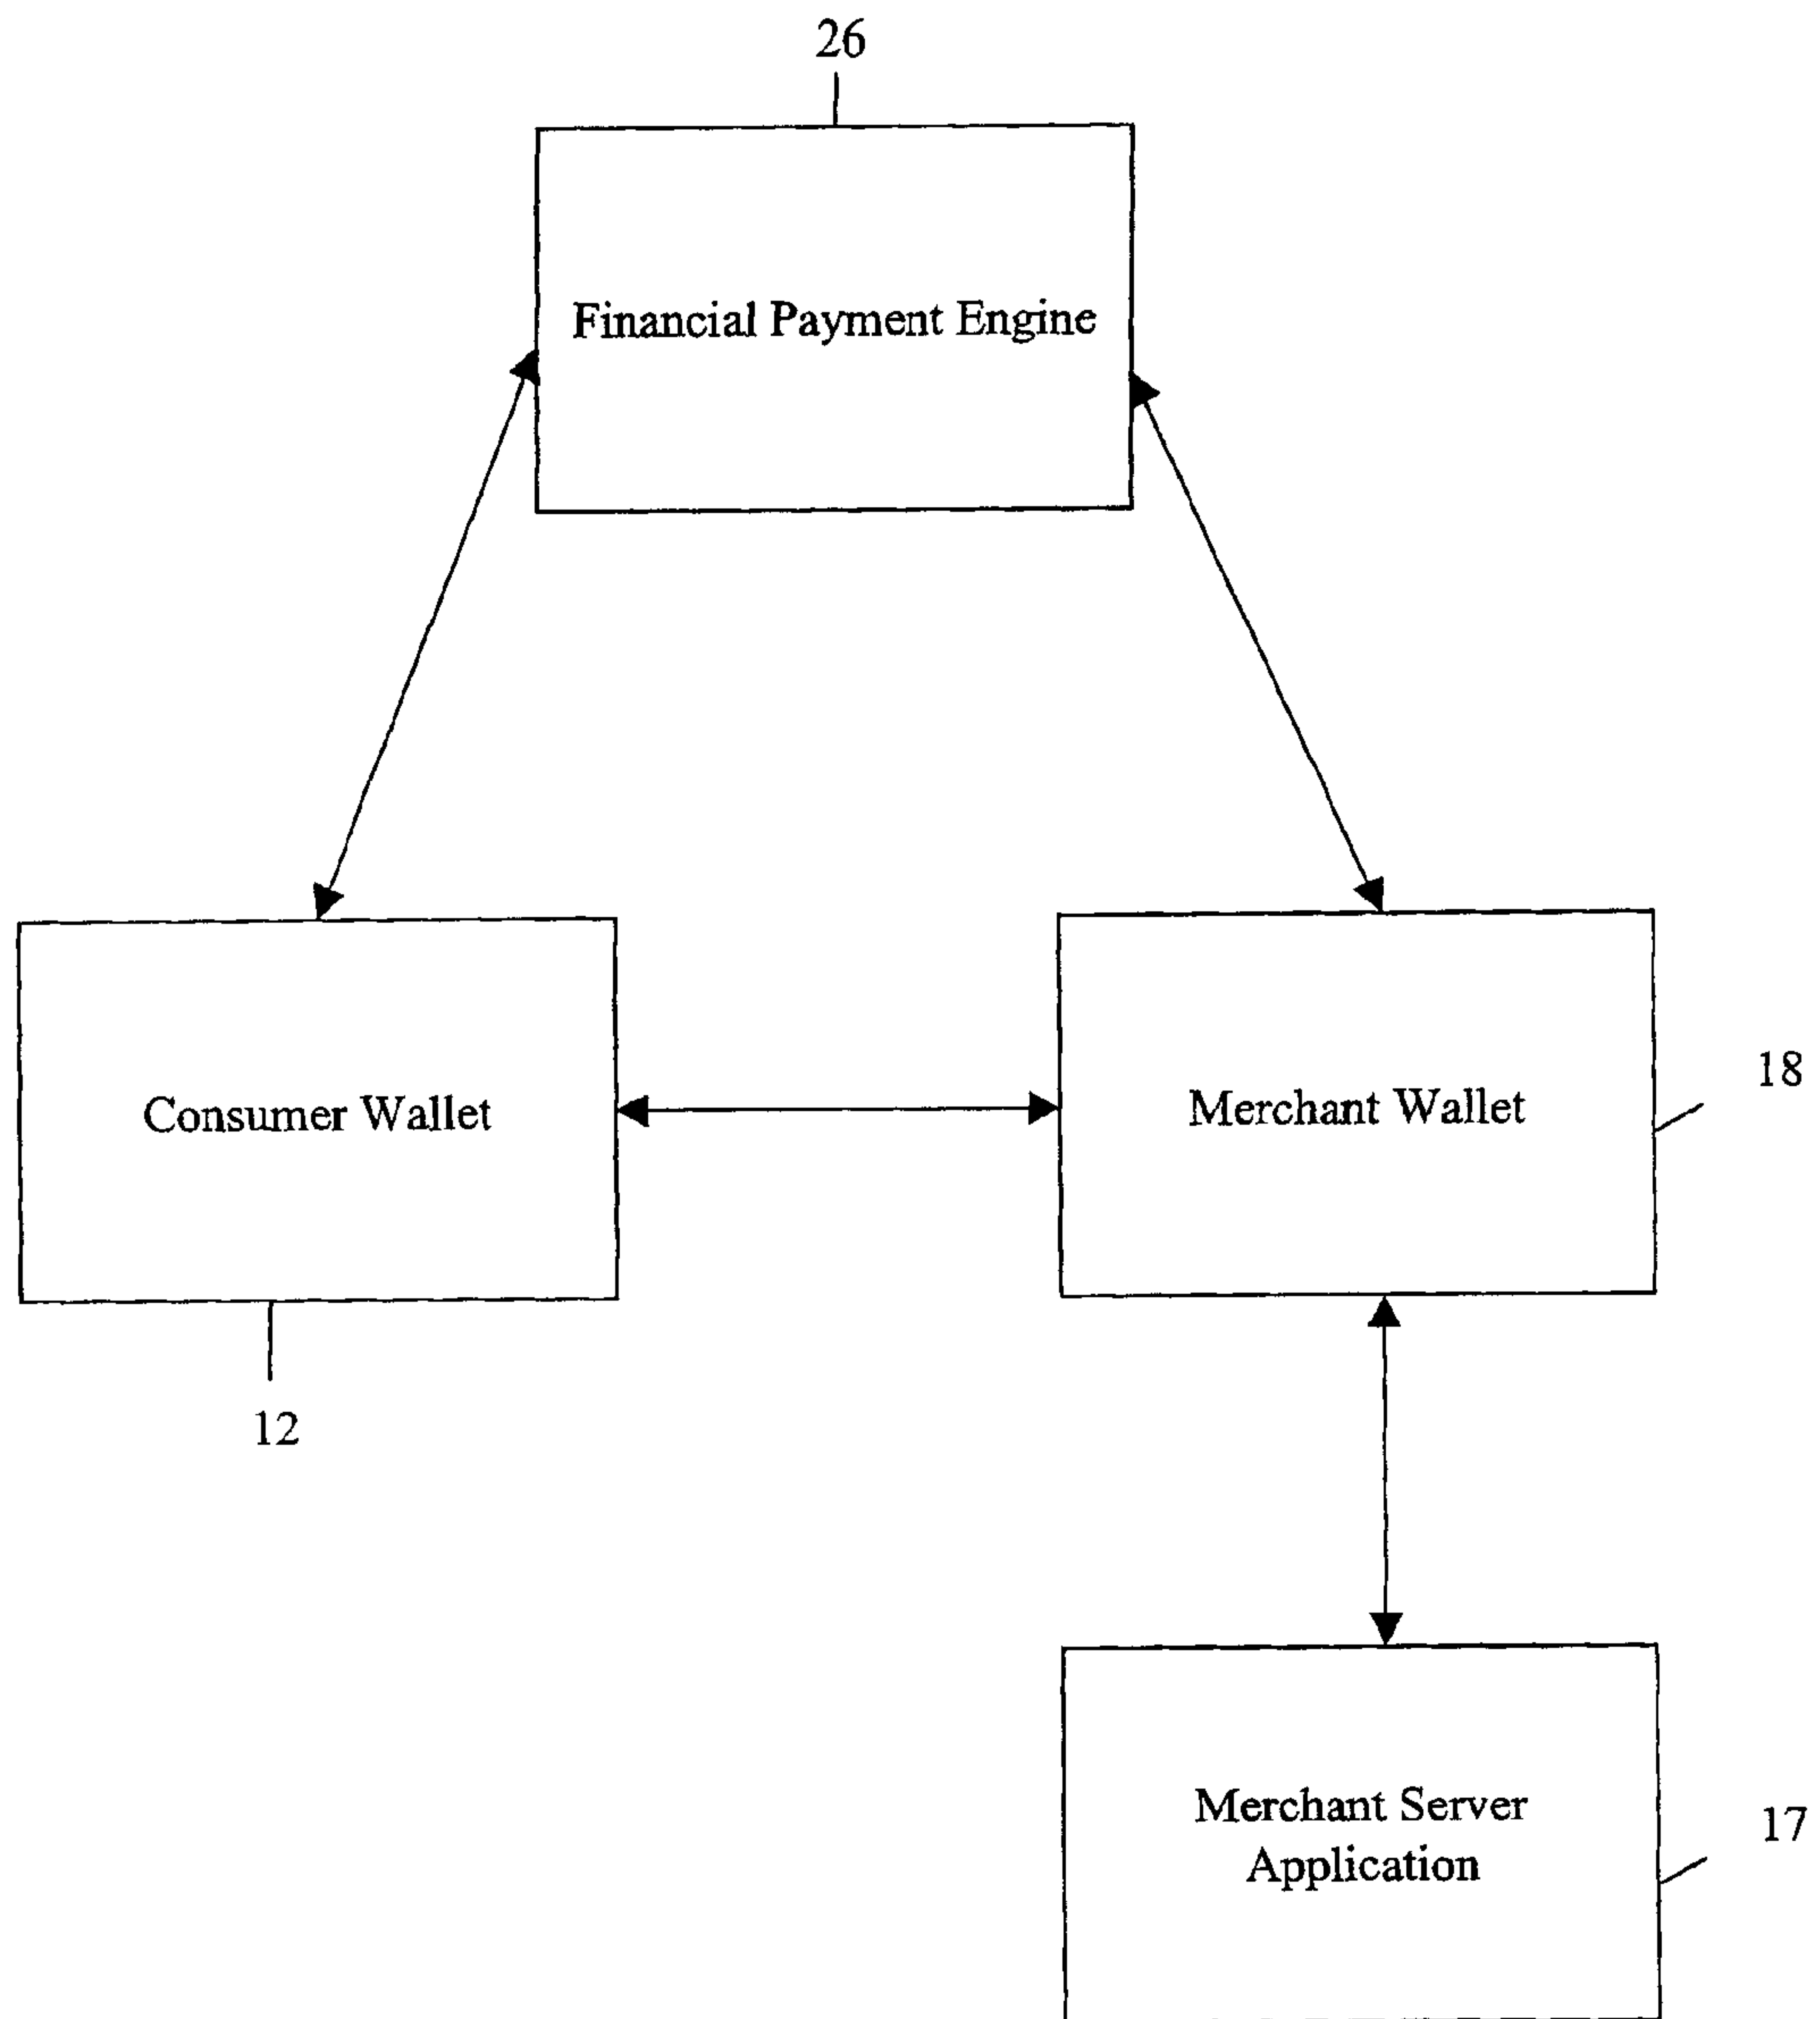 26
Financial Payment Engine
Consumer Wallet
Merchant Wallet
18
12
Merchant Server
Application
17